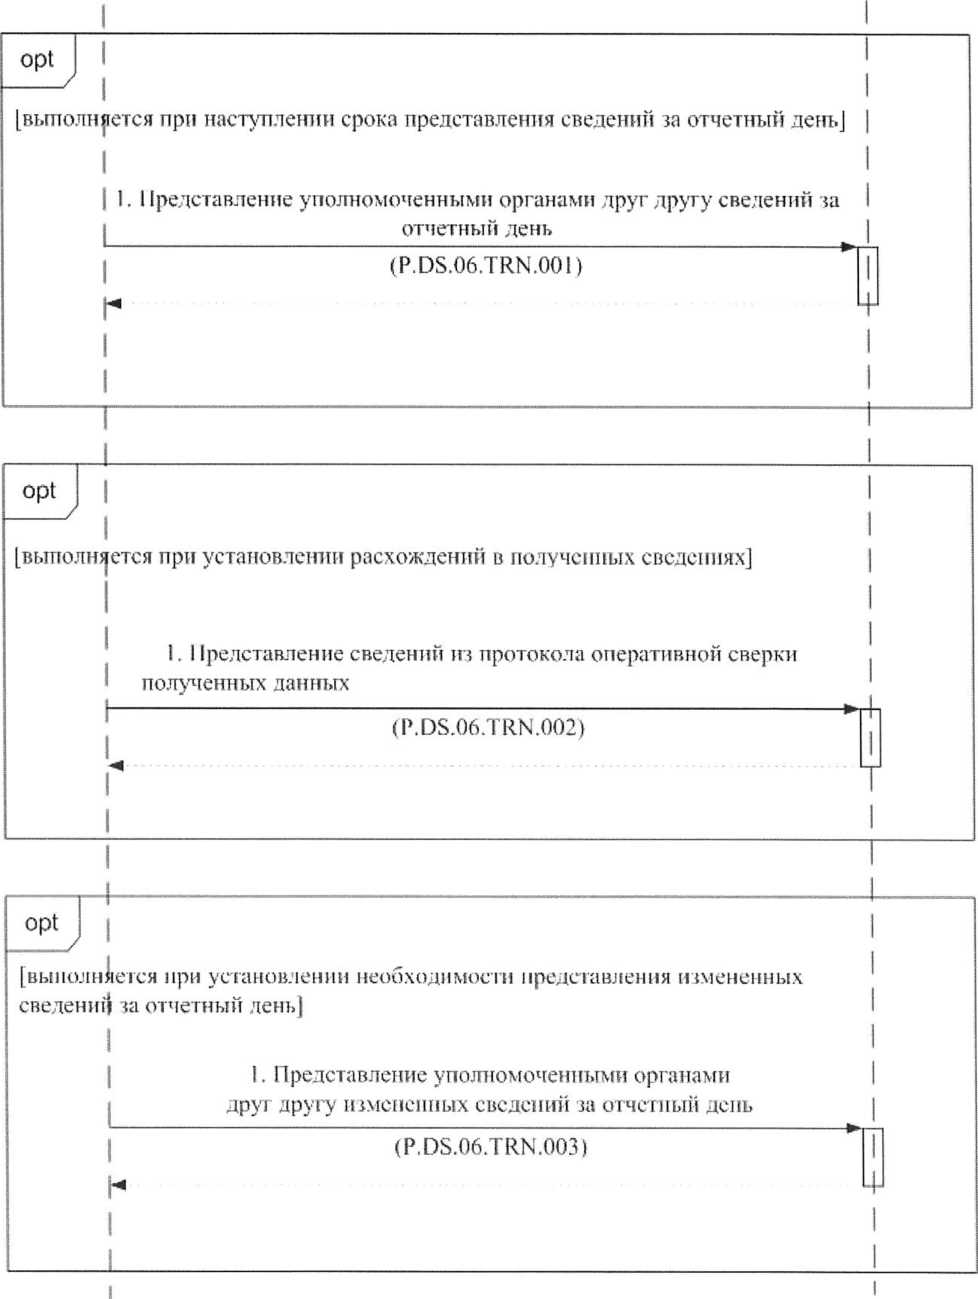 opt
[выполняется при наступлении срока представления сведений за отчетный день]
1. Представление уполномоченными органами друг другу сведений за
отчетный день
(P.DS.06.TRN.001)
opt
[выполняется при установлении расхождений в полученных сведениях]
1. Представление сведений из протокола оперативной сверки
полученных данных
(P.DS.06.TRN.002)
opt
[выполняется при установлении необходимости представления измененных
сведений за отчетный день]
1. Представление уполномоченными органами
друг другу измененных сведений за отчетный день
(P.DS.06.TRN.003)